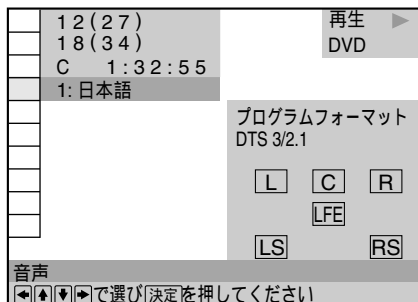 12(27)
18(34)
C 1:32:55
1: 日本語
再生
DVD
プログラムフォーマット
DTS 3/2.1
L C R
LFE
LS RS
音声
で選び決定を押してください